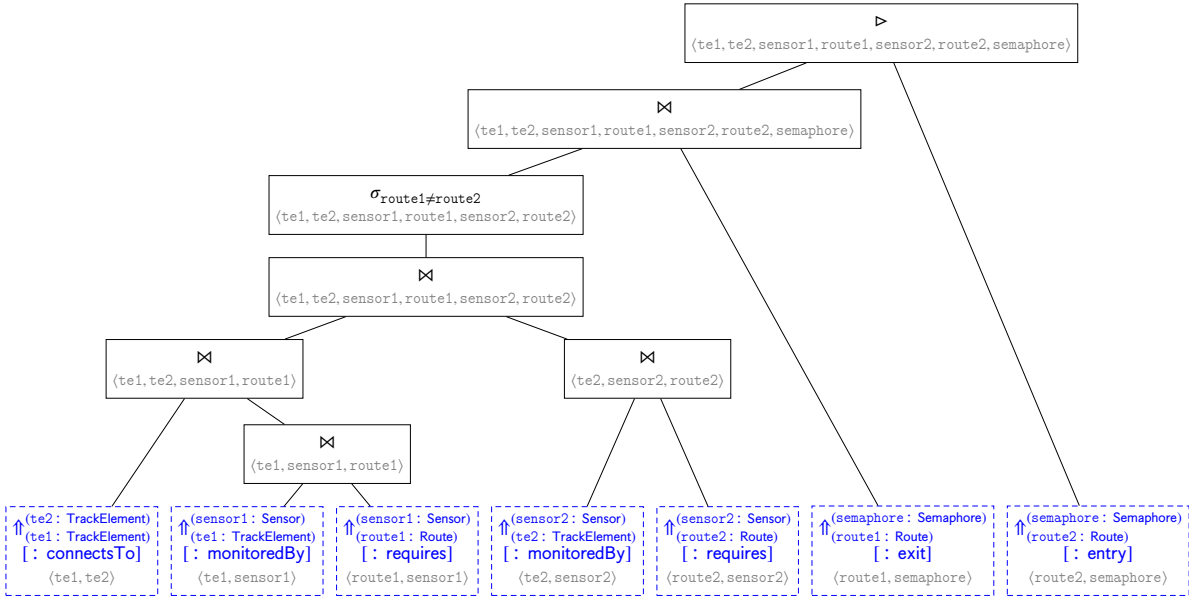 ▷
⟨te1, te2, sensor1, route1, sensor2, route2, semaphore⟩
⋈
⟨te1, te2, sensor1, route1, sensor2, route2, semaphore⟩
σroute1≠route2
⟨te1, te2, sensor1, route1, sensor2, route2⟩
⋈
⟨te1, te2, sensor1, route1, sensor2, route2⟩
⋈
⟨te1, te2, sensor1, route1⟩
⋈
⟨te2, sensor2, route2⟩
⋈
⟨te1, sensor1, route1⟩
⇑(te2: TrackElement)
(te1: TrackElement)
[: connectsTo]
⟨te1, te2⟩
⇑(sensor1: Sensor)
(te1: TrackElement)
[: monitoredBy]
⟨te1, sensor1⟩
⇑(sensor1: Sensor)
(route1: Route)
[: requires]
⟨route1, sensor1⟩
⇑(sensor2: Sensor)
(te2: TrackElement)
[: monitoredBy]
⟨te2, sensor2⟩
⇑(sensor2: Sensor)
(route2: Route)
[: requires]
⟨route2, sensor2⟩
⇑(semaphore: Semaphore)
(route1: Route)
[: exit]
⟨route1, semaphore⟩
⇑(semaphore: Semaphore)
(route2: Route)
[: entry]
⟨route2, semaphore⟩